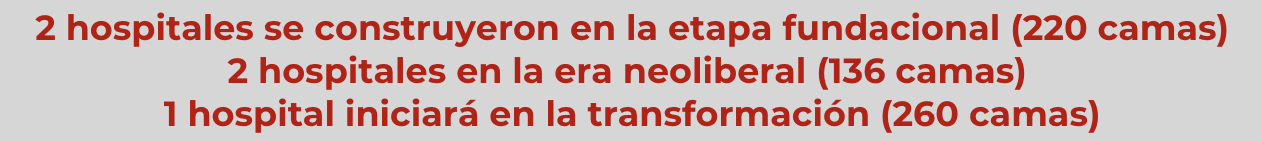 2 hospitales se construyeron en la etapa fundacional (220 camas)
2 hospitales en la era neoliberal (136 camas)
1 hospital iniciará en la transformación (260 camas)